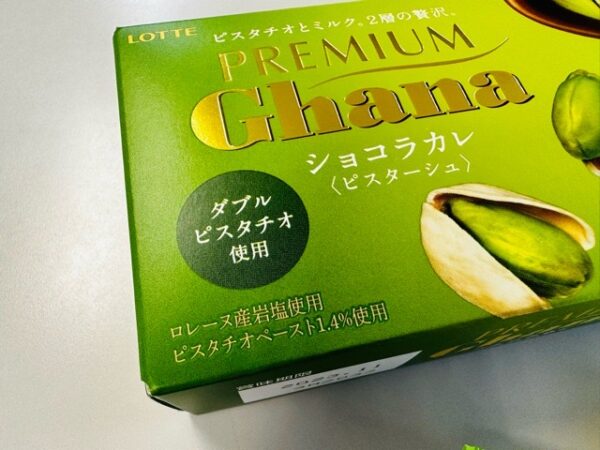 LOTTE
ピスタチオとミルク。2層の贅沢。
PREMIUM
Ghana
ショコラカレ
〈ピスターシュ〉
ダブル
ピスタチオ
使用
ロレーヌ産岩塩使用
ピスタチオペースト1.4%使用
賞味期限
2023.11